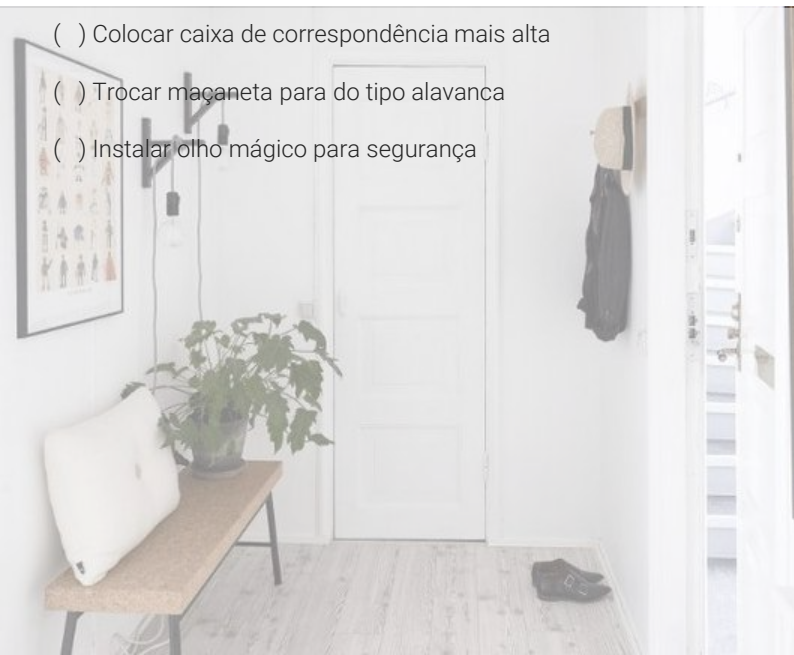 ( ) Colocar caixa de correspondência mais alta
( ) Trocar maçaneta para do tipo alavanca
( ) Instalar olho mágico para segurança